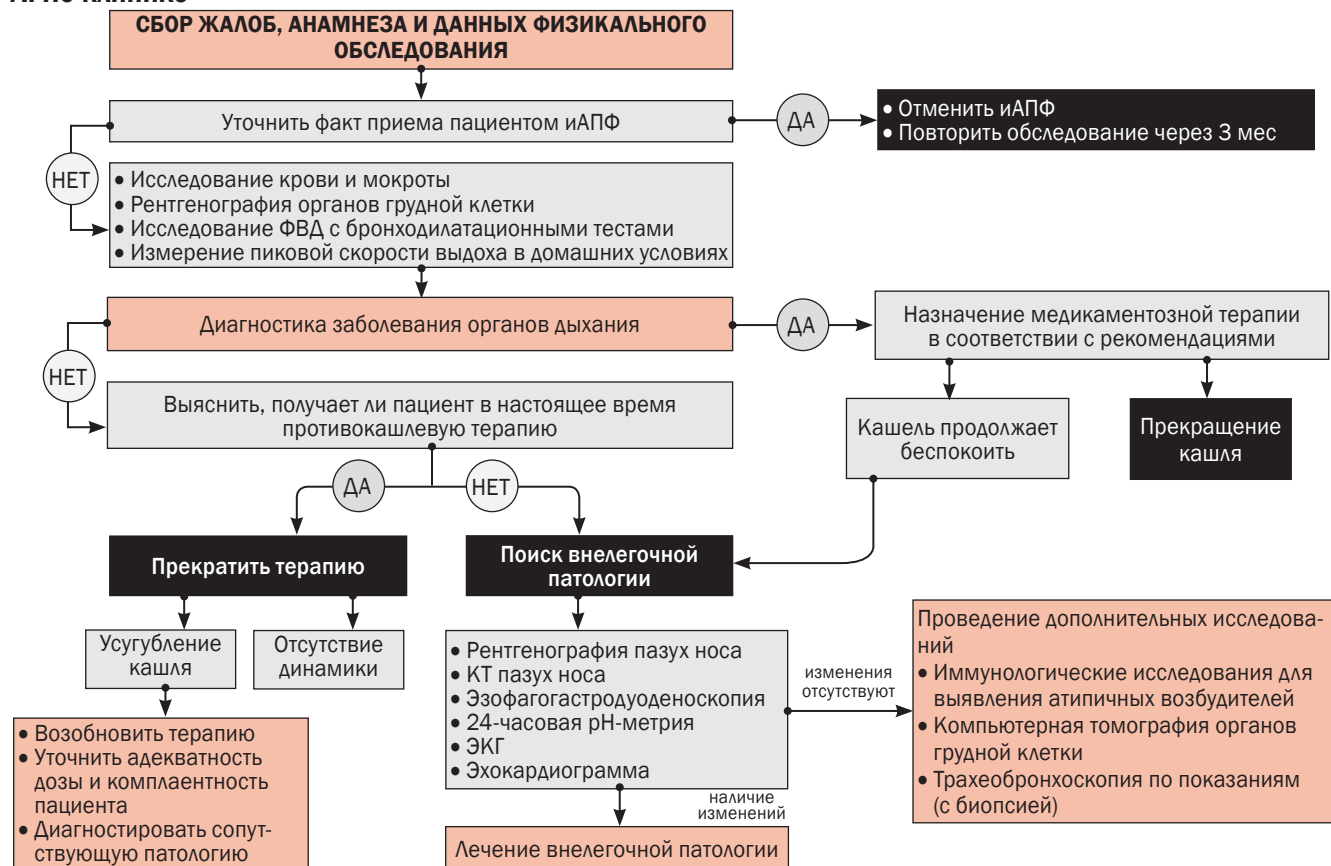 СБОР ЖАЛОБ, АНАМНЕЗА И ДАННЫХ ФИЗИКАЛЬНОГО
ОБСЛЕДОВАНИЯ
Уточнить факт приема пациентом иАПФ
ДА
• Отменить иАПФ
• Повторить обследование через 3 мес
НЕТ
• Исследование крови и мокроты
• Рентгенография органов грудной клетки
• Исследование ФВД с бронходилатационными тестами
• Измерение пиковой скорости выдоха в домашних условиях
Диагностика заболевания органов дыхания
ДА
Назначение медикаментозной терапии
в соответствии с рекомендациями
НЕТ
Выяснить, получает ли пациент в настоящее время
противокашлевую терапию
Кашель продолжает
беспокоить
Прекращение
кашля
ДА
НЕТ
Прекратить терапию
Поиск внелегочной
патологии
Усугубление
кашля
Отсутствие
динамики
• Рентгенография пазух носа
• КТ пазух носа
• Эзофагогастродуоденоскопия
• 24-часовая pH-метрия
• ЭКГ
• Эхокардиограмма
изменения
отсутствуют
Проведение дополнительных исследова-
ний
• Иммунологические исследования для
выявления атипичных возбудителей
• Компьютерная томография органов
грудной клетки
• Трахеобронхоскопия по показаниям
(с биопсией)
• Возобновить терапию
• Уточнить адекватность
дозы и комплаентность
пациента
• Диагностировать сопут-
ствующую патологию
наличие
изменений
Лечение внелегочной патологии